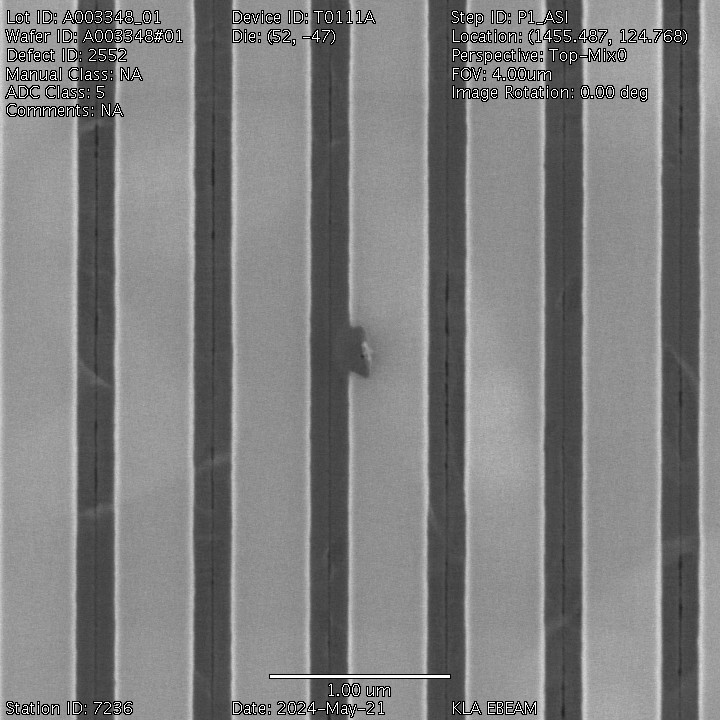 Lot ID: A003348_01
Wafer ID: A003348#01
Defect ID: 2552
Manual Class: NA
ADC Class: 5
Comments: NA
Device ID: T0111A
Die: (52, -47)
Step ID: P1_ASI
Location: (1455.487, 124.768)
Perspective: Top-Mix0
FOV: 4.00um
Image Rotation: 0.00 deg
1.00 um
Station ID: 7236
Date: 2024-May-21
KLA EBEAM